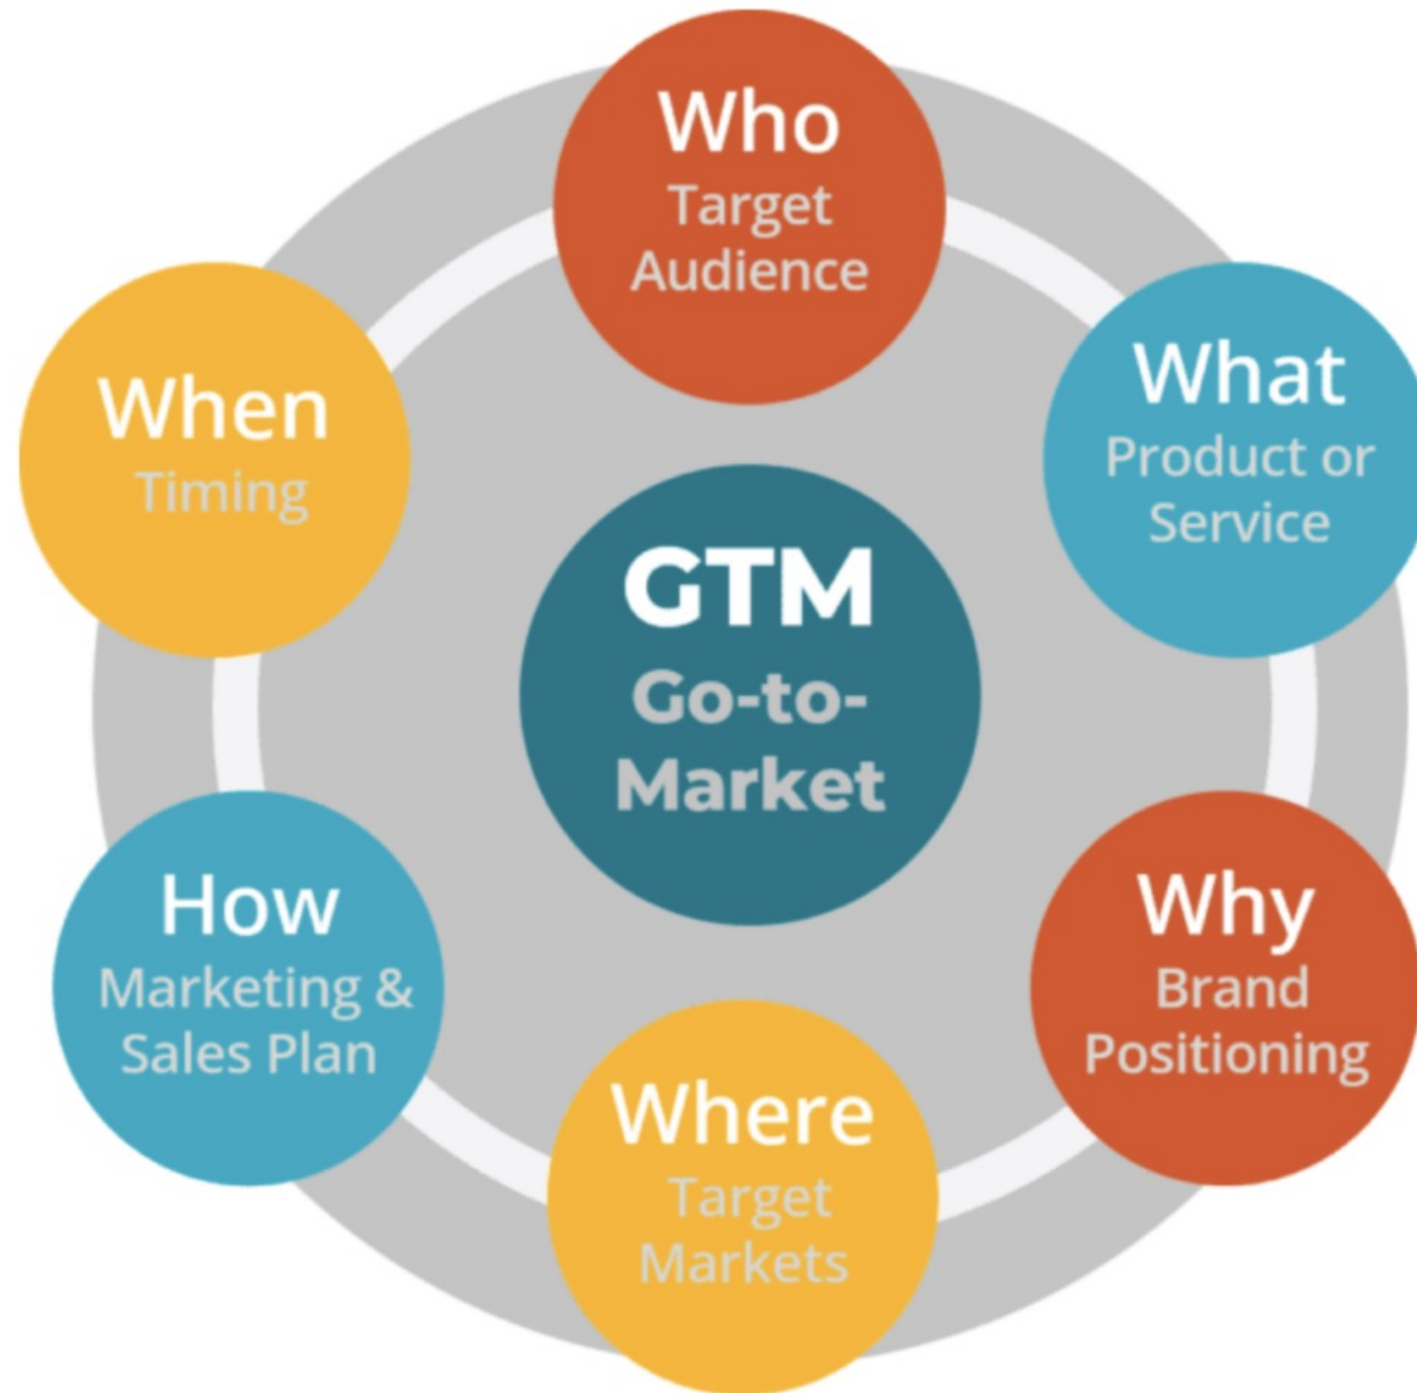 Who
Target
Audience
What
Product or
Service
Why
Brand
Positioning
Where
Target
Markets
How
Marketing &
Sales Plan
When
Timing
GTM
Go-to-
Market